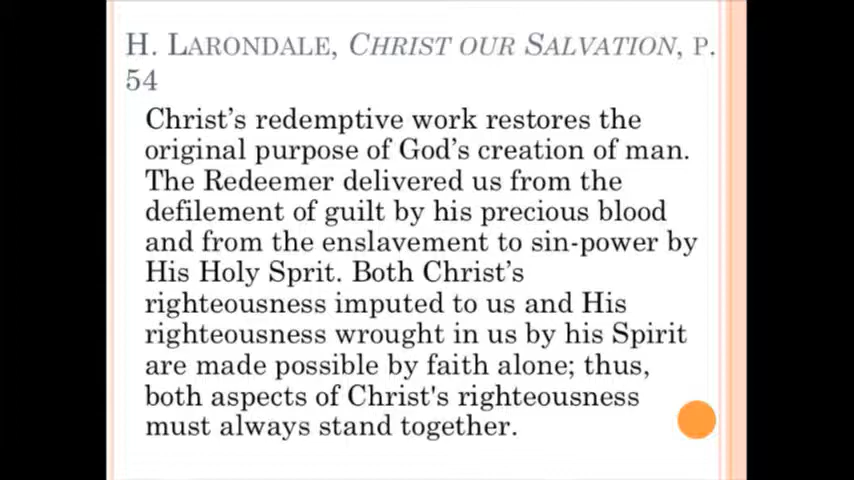 H. LARONDALE, CHRIST OUR SALVATION, P.
54
Christ's redemptive work restores the
original purpose of God's creation of man.
The Redeemer delivered us from the
defilement of guilt by his precious blood
and from the enslavement to sin-power by
His Holy Sprit. Both Christ's
righteousness imputed to us and His
righteousness wrought in us by his Spirit
are made possible by faith alone; thus,
both aspects of Christ's righteousness
must always stand together.